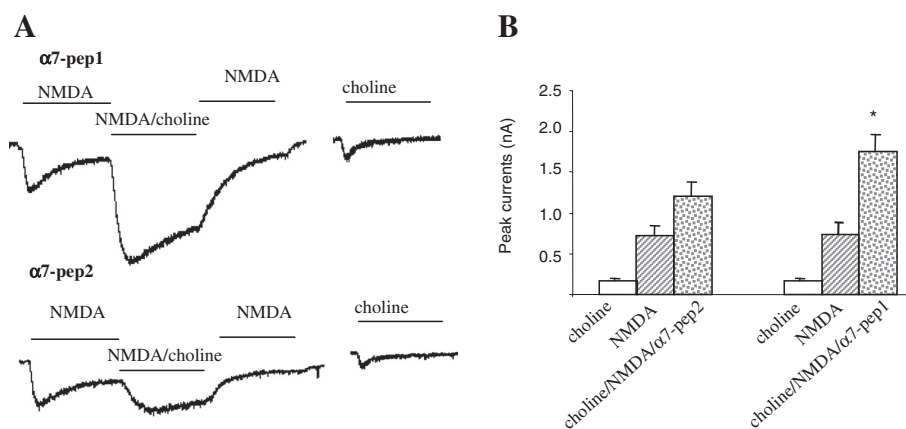 A
α7-pep1
NMDA
NMDA/choline
NMDA
choline
α7-pep2
NMDA
NMDA/choline
NMDA
choline
B
Peak currents (nA)
2.5
2.0
1.5
1.0
0.5
*
choline
NMDA
choline/NMDA/α7-pep2
choline
NMDA
choline/NMDA/α7-pep1